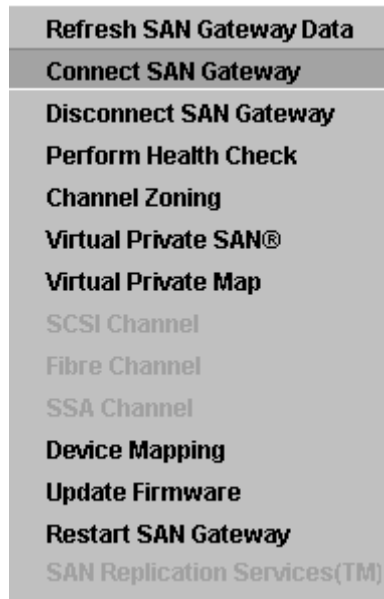 Refresh SAN Gateway Data
Connect SAN Gateway
Disconnect SAN Gateway
Perform Health Check
Channel Zoning
Virtual Private SAN®
Virtual Private Map
SCSI Channel
Fibre Channel
SSA Channel
Device Mapping
Update Firmware
Restart SAN Gateway
SAN Replication Services(TM)